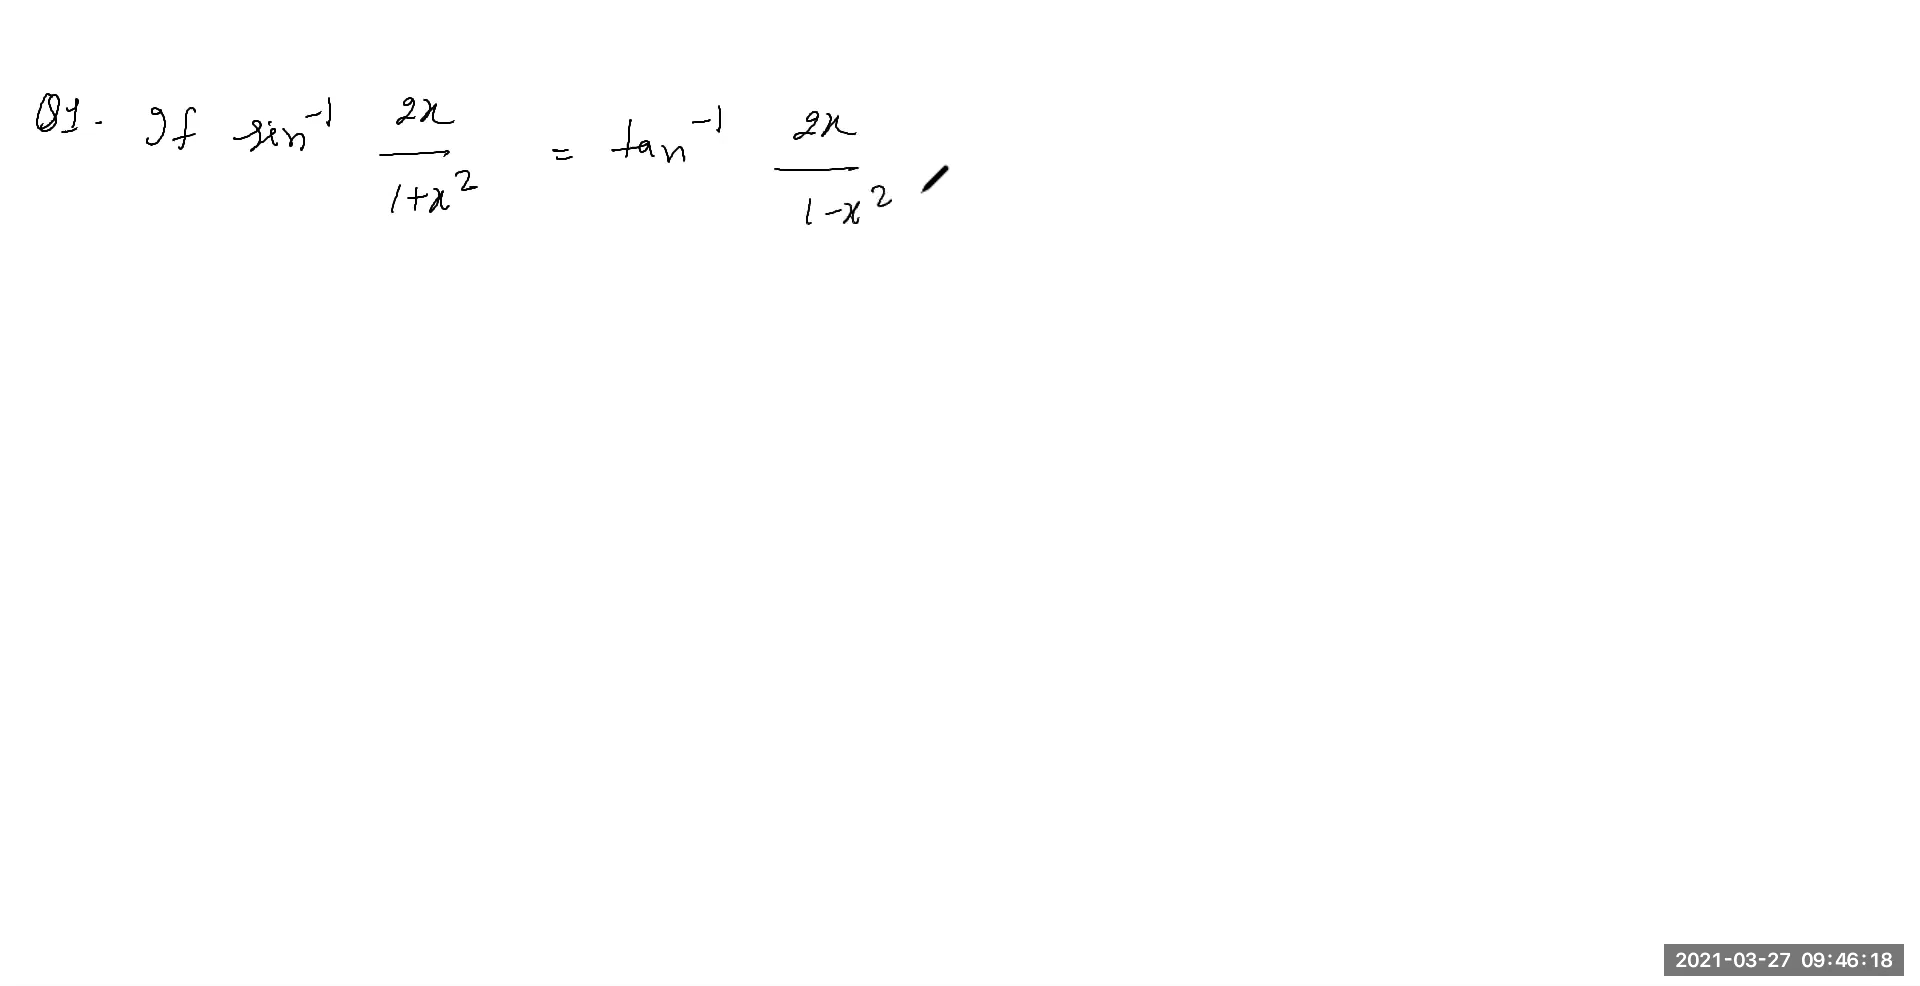 Q1. If sin⁻¹ 2x/1+x² = tan⁻¹ 2x/1-x²
2021-03-27 09:46:18